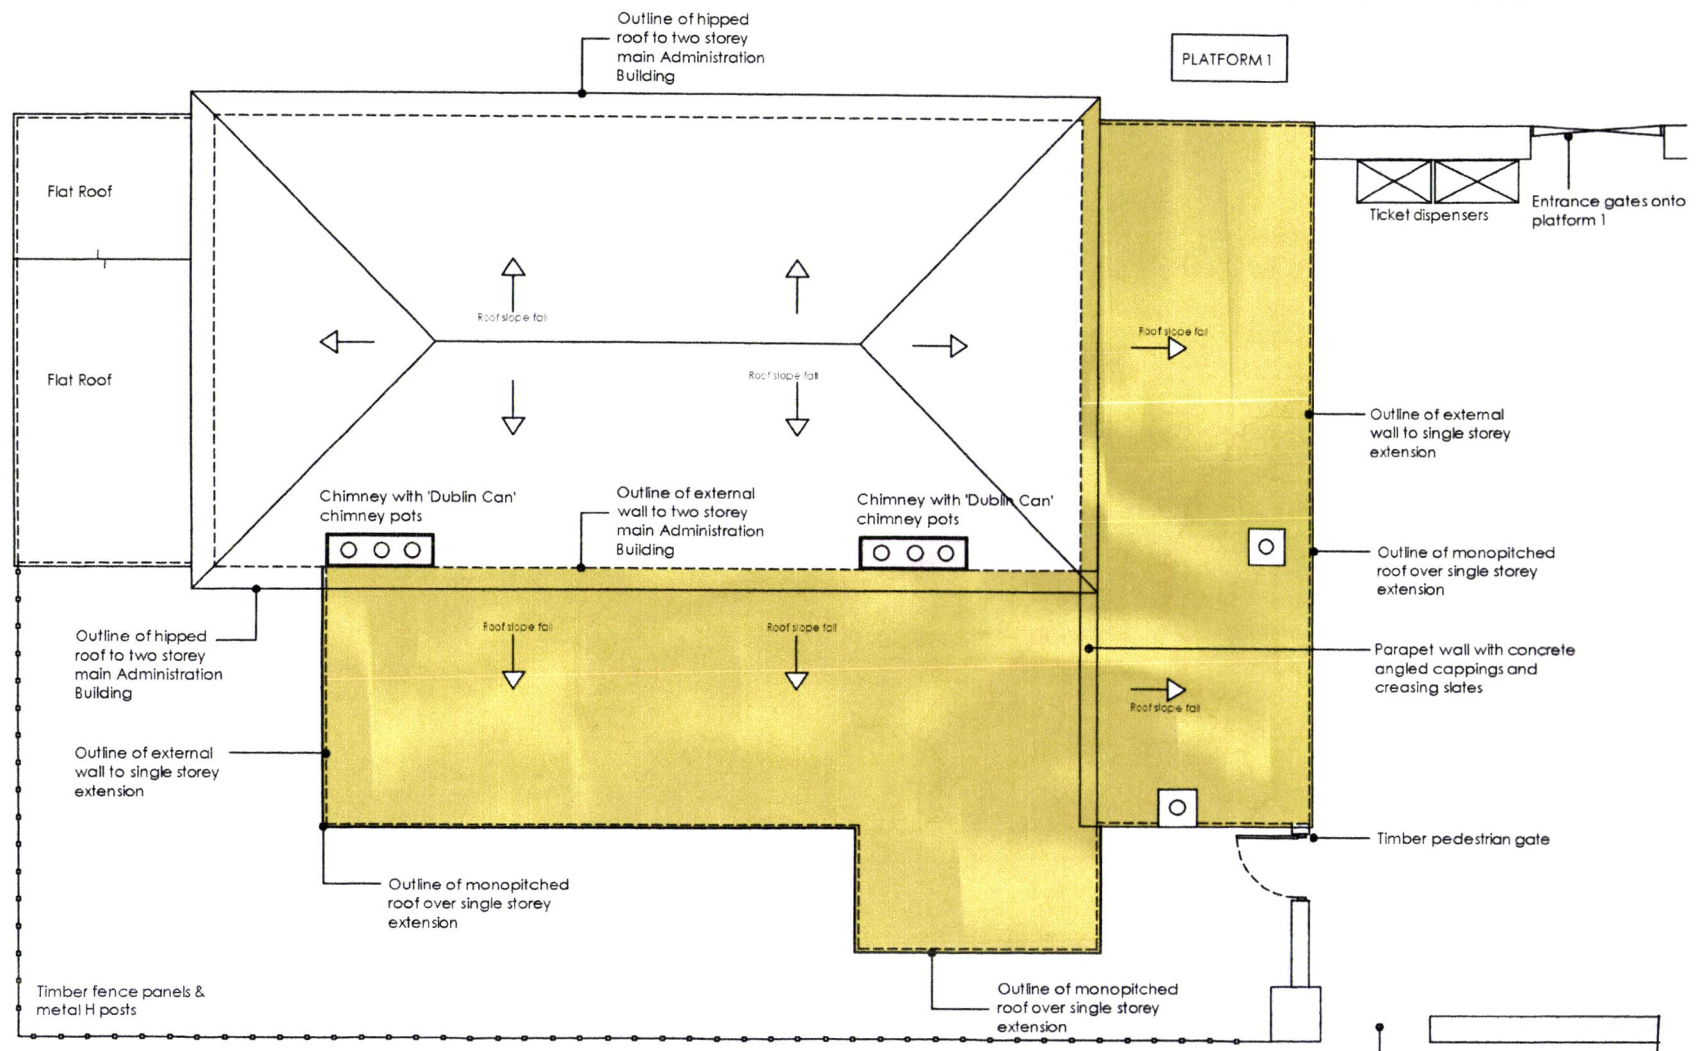 Outline of hipped
roof to two storey
main Administration
Building
PLATFORM 1
Flat Roof
Ticket dispensers
Entrance gates onto
platform 1
Roof slope fall
Roof slope fall
Roof slope fall
Flat Roof
Outline of external
wall to single storey
extension
Chimney with 'Dublin Can'
chimney pots
Outline of external
wall to two storey
main Administration
Building
Chimney with 'Dublin Can'
chimney pots
Outline of monopitched
roof over single storey
extension
Outline of hipped
roof to two storey
main Administration
Building
Roof slope fall
Roof slope fall
Parapet wall with concrete
angled cappings and
creasing slates
Roof slope fall
Outline of external
wall to single storey
extension
Timber pedestrian gate
Outline of monopitched
roof over single storey
extension
Timber fence panels &
metal H posts
Outline of monopitched
roof over single storey
extension